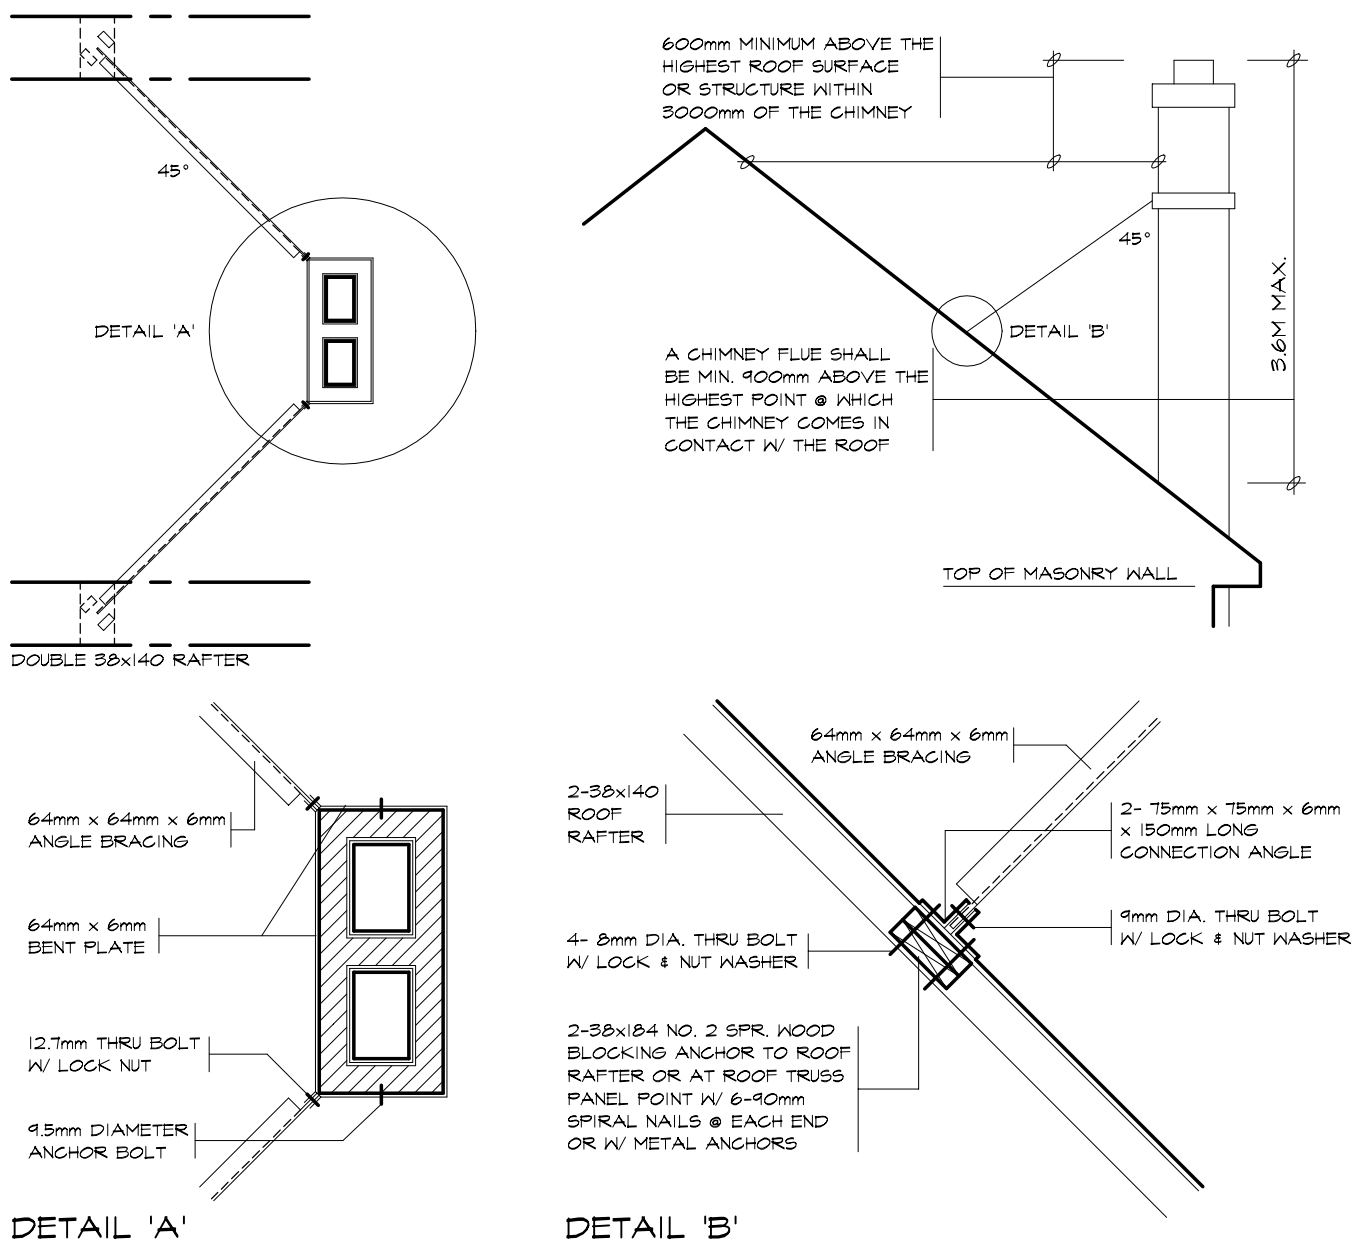 600mm MINIMUM ABOVE THE
HIGHEST ROOF SURFACE
OR STRUCTURE WITHIN
3000mm OF THE CHIMNEY
45°
45°
DETAIL 'A'
DETAIL 'B'
3.6M MAX.
A CHIMNEY FLUE SHALL
BE MIN. 900mm ABOVE THE
HIGHEST POINT @ WHICH
THE CHIMNEY COMES IN
CONTACT W/ THE ROOF
TOP OF MASONRY WALL
DOUBLE 38x140 RAFTER
64mm x 64mm x 6mm
ANGLE BRACING
64mm x 6mm
BENT PLATE
12.7mm THRU BOLT
W/ LOCK NUT
9.5mm DIAMETER
ANCHOR BOLT
DETAIL 'A'
64mm x 64mm x 6mm
ANGLE BRACING
2-38x140
ROOF
RAFTER
2- 75mm x 75mm x 6mm
x 150mm LONG
CONNECTION ANGLE
9mm DIA. THRU BOLT
W/ LOCK & NUT WASHER
4- 8mm DIA. THRU BOLT
W/ LOCK & NUT WASHER
2-38x184 NO. 2 SPR. WOOD
BLOCKING ANCHOR TO ROOF
RAFTER OR AT ROOF TRUSS
PANEL POINT W/ 6-90mm
SPIRAL NAILS @ EACH END
OR W/ METAL ANCHORS
DETAIL 'B'